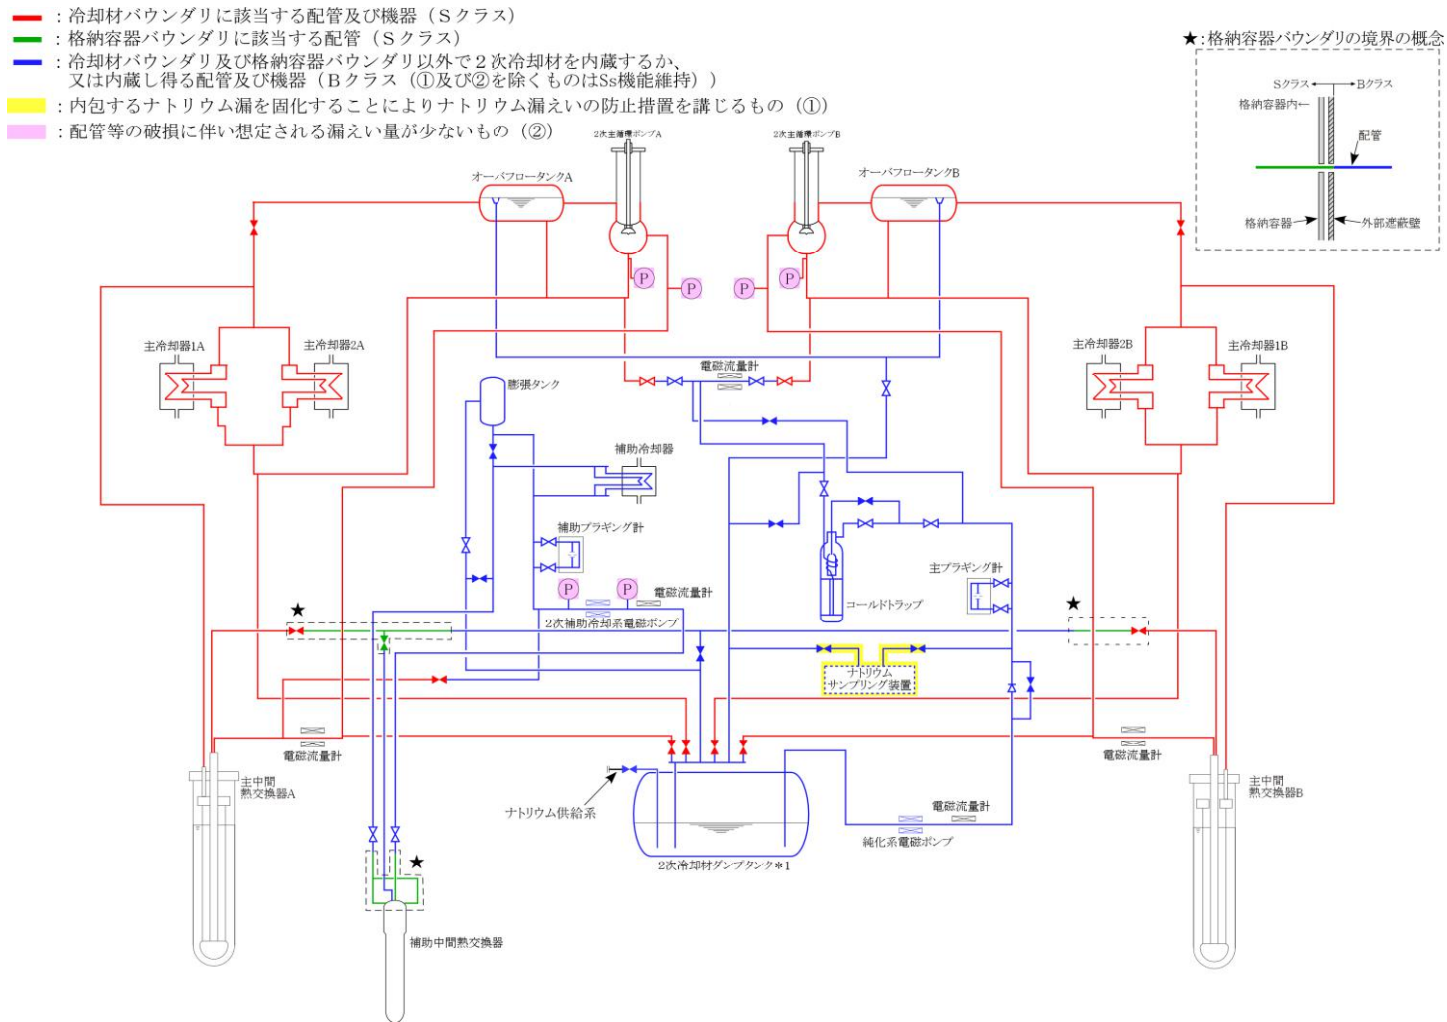 ：冷却材バウンダリに該当する配管及び機器（Ｓクラス）
：格納容器バウンダリに該当する配管（Ｓクラス）
：冷却材バウンダリ及び格納容器バウンダリ以外で２次冷却材を内蔵するか、
又は内蔵し得る配管及び機器（Ｂクラス（①及び②を除くものはSs機能維持））
：内包するナトリウム漏を固化することによりナトリウム漏えいの防止措置を講じるもの（①）
：配管等の破損に伴い想定される漏えい量が少ないもの（②）
★:格納容器バウンダリの境界の概念
Sクラス
Bクラス
格納容器内←
配管
格納容器
外部遮蔽壁
2次主循環ポンプA
2次主循環ポンプB
オーバフロータンクA
オーバフロータンクB
P
P
P
P
主冷却器1A
主冷却器2A
主冷却器2B
主冷却器1B
電磁流量計
膨張タンク
補助冷却器
補助プラギング計
主プラギング計
コールドトラップ
P
P
電磁流量計
2次補助冷却系電磁ポンプ
★
★
ナトリウム
サンプリング装置
電磁流量計
電磁流量計
主中間
熱交換器A
主中間
熱交換器B
ナトリウム供給系
電磁流量計
純化系電磁ポンプ
2次冷却材ダンプタンク＊1
★
補助中間熱交換器